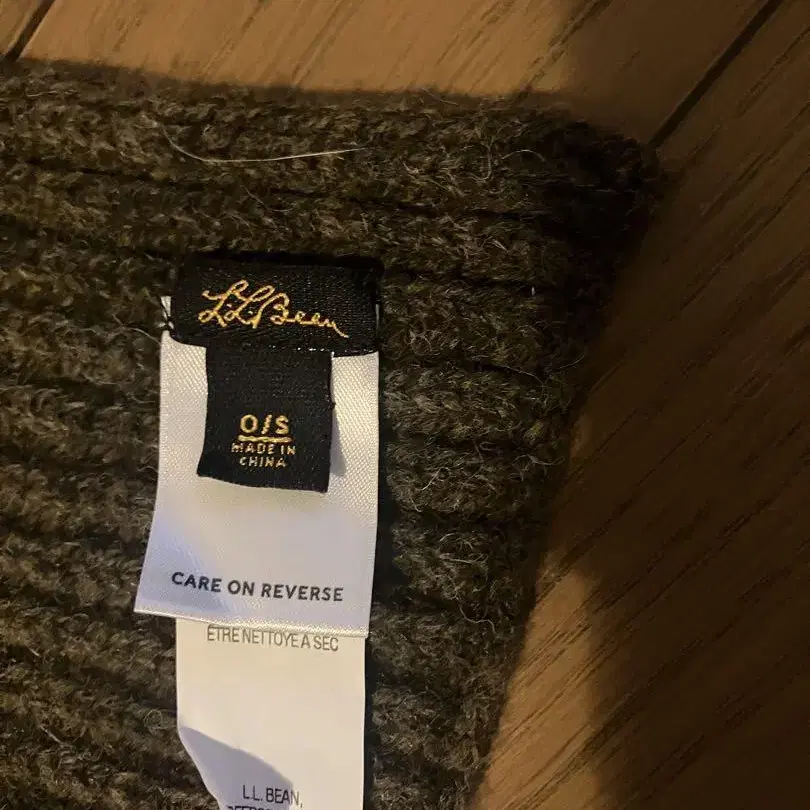 L.L.Bean
O/S
MADE IN
CHINA
CARE ON REVERSE
ETRE NETTOYE A SEC
L.L. BEAN,